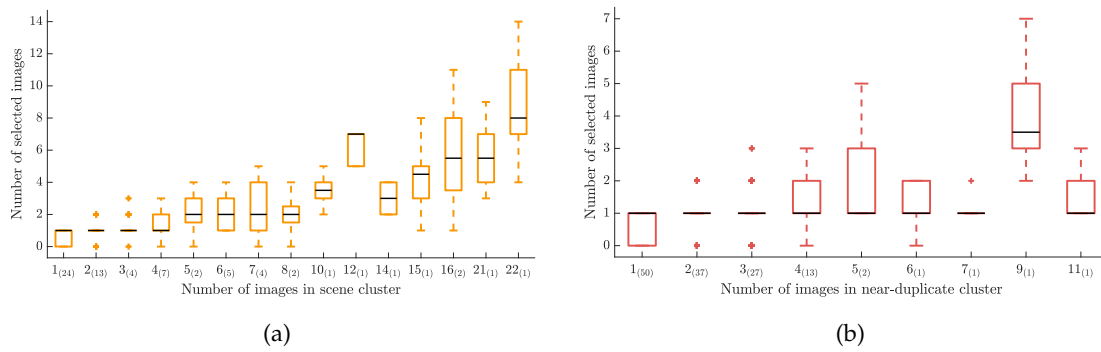 Number of selected images
14
12
10
8
6
4
2
0
1(24) 2(13) 3(4) 4(7) 5(2) 6(5) 7(4) 8(2) 10(1) 12(1) 14(1) 15(1) 16(2) 21(1) 22(1)
Number of images in scene cluster
(a)
Number of selected images
7
6
5
4
3
2
1
0
1(50) 2(37) 3(27) 4(13) 5(2) 6(1) 7(1) 9(1) 11(1)
Number of images in near-duplicate cluster
(b)